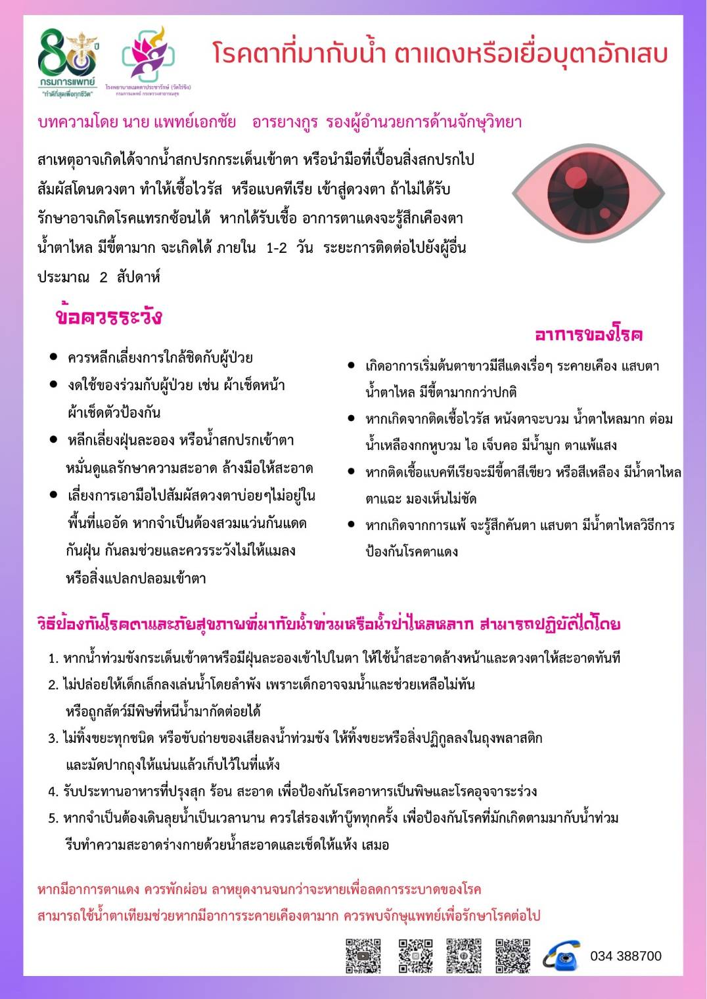 80 ปี
กรมการแพทย์
"ทำดีที่สุดเพื่อทุกชีวิต"
โรงพยาบาลเมตตาประชารักษ์ (วัดไร่ขิง)
กรมการแพทย์ กระทรวงสาธารณสุข
โรคตาที่มากับน้ำ ตาแดงหรือเยื่อบุตาอักเสบ
บทความโดย นาย แพทย์เอกชัย อารยางกูร รองผู้อำนวยการด้านจักษุวิทยา
สาเหตุอาจเกิดได้จากน้ำสกปรกกระเด็นเข้าตา หรือนำมือที่เปื้อนสิ่งสกปรกไป
สัมผัสโดนดวงตา ทำให้เชื้อไวรัส หรือแบคทีเรีย เข้าสู่ดวงตา ถ้าไม่ได้รับ
รักษาอาจเกิดโรคแทรกซ้อนได้ หากได้รับเชื้อ อาการตาแดงจะรู้สึกเคืองตา
น้ำตาไหล มีขี้ตามาก จะเกิดได้ ภายใน 1-2 วัน ระยะการติดต่อไปยังผู้อื่น
ประมาณ 2 สัปดาห์
ข้อควรระวัง
• ควรหลีกเลี่ยงการใกล้ชิดกับผู้ป่วย
• งดใช้ของร่วมกับผู้ป่วย เช่น ผ้าเช็ดหน้า
ผ้าเช็ดตัวป้องกัน
• หลีกเลี่ยงฝุ่นละออง หรือน้ำสกปรกเข้าตา
หมั่นดูแลรักษาความสะอาด ล้างมือให้สะอาด
• เลี่ยงการเอามือไปสัมผัสดวงตาบ่อยๆไม่อยู่ใน
พื้นที่แออัด หากจำเป็นต้องสวมแว่นกันแดด
กันฝุ่น กันลมช่วยและควรระวังไม่ให้แมลง
หรือสิ่งแปลกปลอมเข้าตา
อาการของโรค
• เกิดอาการเริ่มต้นตาขาวมีสีแดงเรื่อๆ ระคายเคือง แสบตา
น้ำตาไหล มีขี้ตามากกว่าปกติ
• หากเกิดจากติดเชื้อไวรัส หนังตาจะบวม น้ำตาไหลมาก ต่อม
น้ำเหลืองกกหูบวม ไอ เจ็บคอ มีน้ำมูก ตาแพ้แสง
• หากติดเชื้อแบคทีเรียจะมีขี้ตาสีเขียว หรือสีเหลือง มีน้ำตาไหล
ตาแฉะ มองเห็นไม่ชัด
• หากเกิดจากการแพ้ จะรู้สึกคันตา แสบตา มีน้ำตาไหลวิธีการ
ป้องกันโรคตาแดง
วิธีป้องกันโรคตาและภัยสุขภาพที่มากับน้ำท่วมหรือน้ำป่าไหลหลาก สามารถปฏิบัติได้โดย
1. หากน้ำท่วมขังกระเด็นเข้าตาหรือมีฝุ่นละอองเข้าไปในตา ให้ใช้น้ำสะอาดล้างหน้าและดวงตาให้สะอาดทันที
2. ไม่ปล่อยให้เด็กเล็กลงเล่นน้ำโดยลำพัง เพราะเด็กอาจจมน้ำและช่วยเหลือไม่ทัน
หรือถูกสัตว์มีพิษที่หนีน้ำมากัดต่อยได้
3. ไม่ทิ้งขยะทุกชนิด หรือขับถ่ายของเสียลงน้ำท่วมขัง ให้ทิ้งขยะหรือสิ่งปฏิกูลลงในถุงพลาสติก
และมัดปากถุงให้แน่นแล้วเก็บไว้ในที่แห้ง
4. รับประทานอาหารที่ปรุงสุก ร้อน สะอาด เพื่อป้องกันโรคอาหารเป็นพิษและโรคอุจจาระร่วง
5. หากจำเป็นต้องเดินลุยน้ำเป็นเวลานาน ควรใส่รองเท้าบู๊ททุกครั้ง เพื่อป้องกันโรคที่มักเกิดตามมากับน้ำท่วม
รีบทำความสะอาดร่างกายด้วยน้ำสะอาดและเช็ดให้แห้ง เสมอ
หากมีอาการตาแดง ควรพักผ่อน ลาหยุดงานจนกว่าจะหายเพื่อลดการระบาดของโรค
สามารถใช้น้ำตาเทียมช่วยหากมีอาการระคายเคืองตามาก ควรพบจักษุแพทย์เพื่อรักษาโรคต่อไป
034 388700